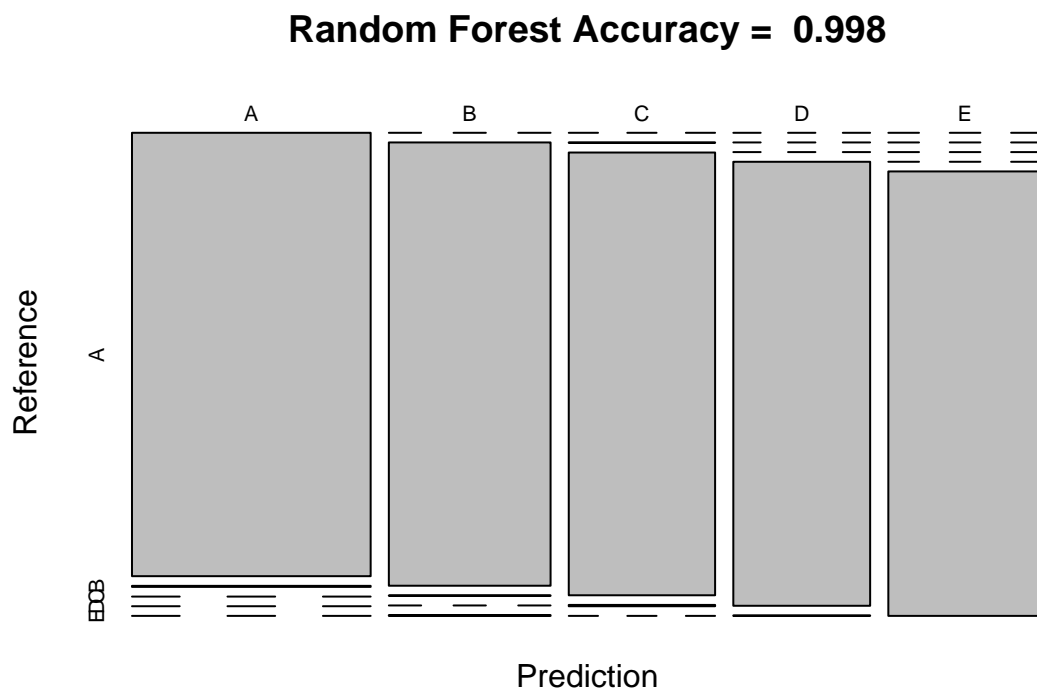 Random Forest Accuracy =  0.998
A B C D E
Reference
A
B
C
D
E
Prediction